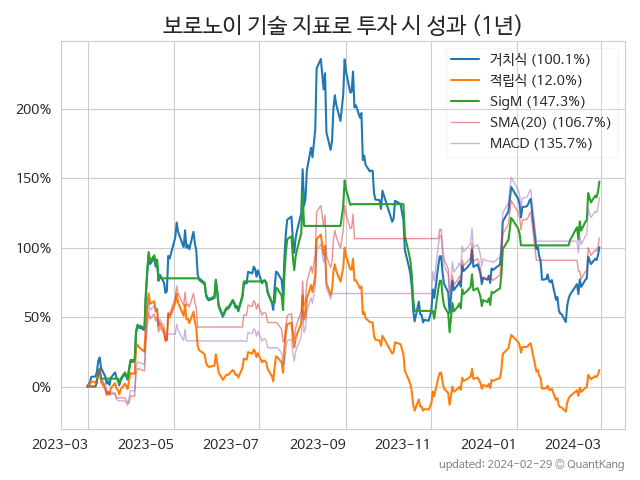 보로노이 기술 지표로 투자 시 성과 (1년)
거치식 (100.1%)
적립식 (12.0%)
SigM (147.3%)
SMA(20) (106.7%)
MACD (135.7%)
200%
150%
100%
50%
0%
2023-03 2023-05 2023-07 2023-09 2023-11 2024-01 2024-03
updated: 2024-02-29 © QuantKang